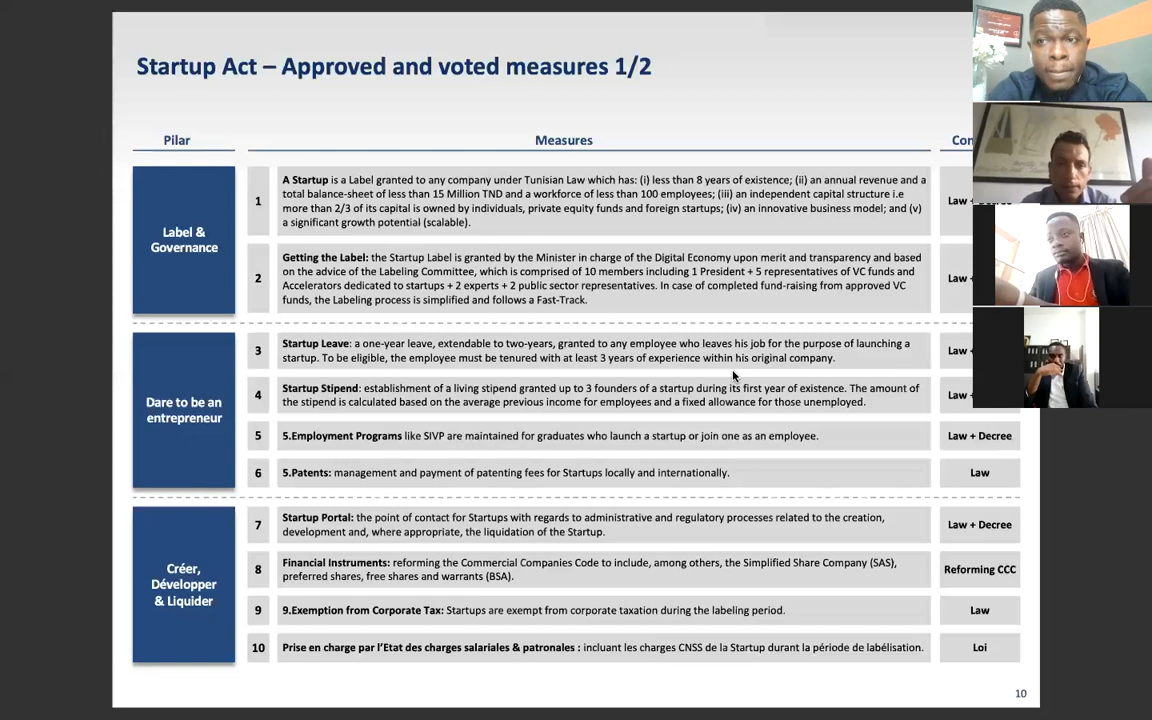 Startup Act – Approved and voted measures 1/2
Pilar
Measures
Label &
Governance
1
A Startup is a Label granted to any company under Tunisian Law which has: (i) less than 8 years of existence; (ii) an annual revenue and a
total balance-sheet of less than 15 Million TND and a workforce of less than 100 employees; (iii) an independent capital structure i.e
more than 2/3 of its capital is owned by individuals, private equity funds and foreign startups; (iv) an innovative business model; and (v)
a significant growth potential (scalable).
2
Getting the Label: the Startup Label is granted by the Minister in charge of the Digital Economy upon merit and transparency and based
on the advice of the Labeling Committee, which is comprised of 10 members including 1 President + 5 representatives of VC funds and
Accelerators dedicated to startups + 2 experts + 2 public sector representatives. In case of completed fund-raising from approved VC
funds, the Labeling process is simplified and follows a Fast-Track.
Dare to be an
entrepreneur
3
Startup Leave: a one-year leave, extendable to two-years, granted to any employee who leaves his job for the purpose of launching a
startup. To be eligible, the employee must be tenured with at least 3 years of experience within his original company.
4
Startup Stipend: establishment of a living stipend granted up to 3 founders of a startup during its first year of existence. The amount of
the stipend is calculated based on the average previous income for employees and a fixed allowance for those unemployed.
5
5.Employment Programs like SIVP are maintained for graduates who launch a startup or join one as an employee.
Law + Decree
6
5.Patents: management and payment of patenting fees for Startups locally and internationally.
Law
Créer,
Développer
& Liquider
7
Startup Portal: the point of contact for Startups with regards to administrative and regulatory processes related to the creation,
development and, where appropriate, the liquidation of the Startup.
Law + Decree
8
Financial Instruments: reforming the Commercial Companies Code to include, among others, the Simplified Share Company (SAS),
preferred shares, free shares and warrants (BSA).
Reforming CCC
9
9.Exemption from Corporate Tax: Startups are exempt from corporate taxation during the labeling period.
Law
10
Prise en charge par l’Etat des charges salariales & patronales : incluant les charges CNSS de la Startup durant la période de labélisation.
Loi
10